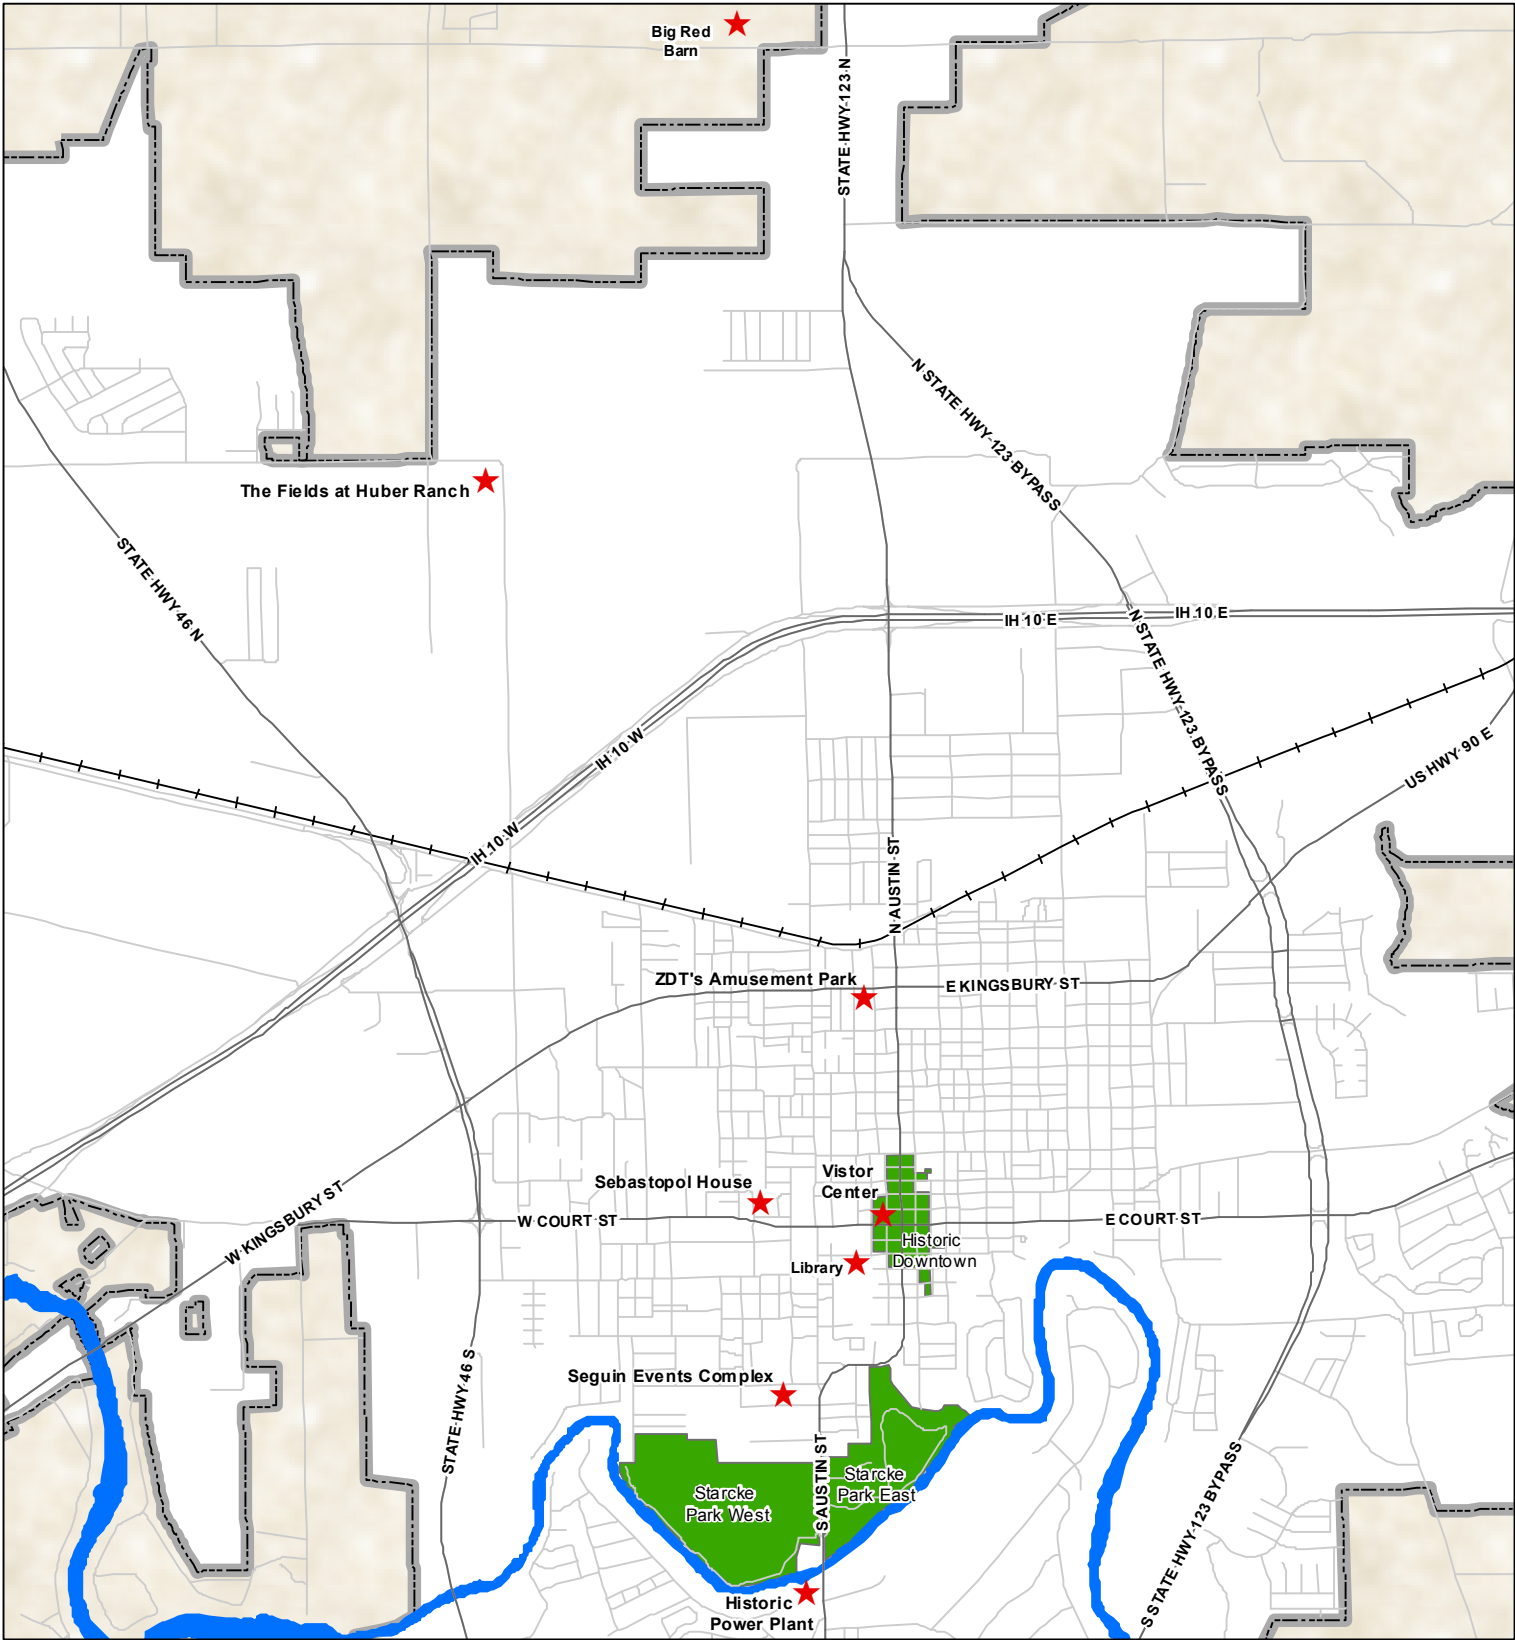 Big Red
Barn
STATE HWY 123 N
N STATE HWY 123 BYPASS
The Fields at Huber Ranch
STATE HWY 46 N
IH 10 E
IH 10 E
N STATE HWY 123 BYPASS
IH 10 W
US HWY 90 E
IH 10 W
N AUSTIN ST
ZDT's Amusement Park
E KINGSBURY ST
Sebastopol House
Vistor
Center
W KINGSBURY ST
W COURT ST
E COURT ST
Historic
Downtown
Library
Seguin Events Complex
STATE HWY 46 S
S AUSTIN ST
Starcke
Park East
Starcke
Park West
S STATE HWY 123 BYPASS
Historic
Power Plant